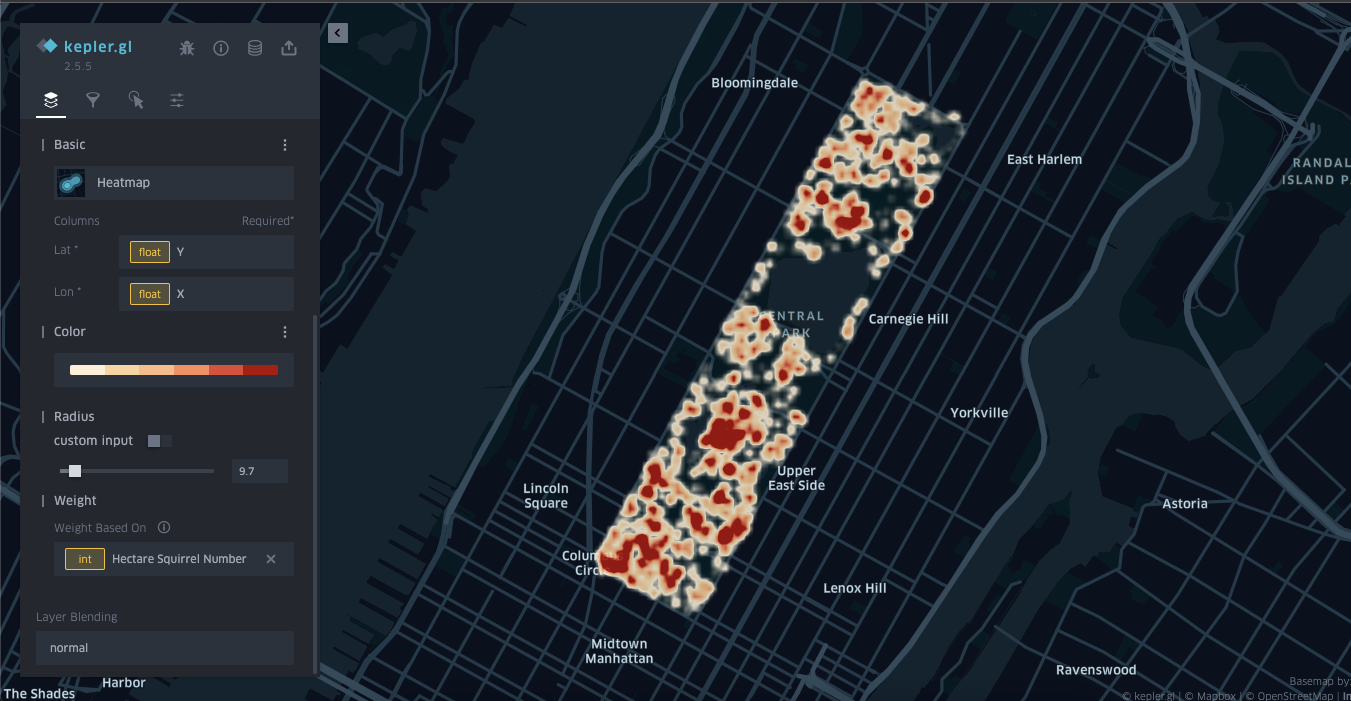 kepler.gl
2.5.5
Basic
Heatmap
Columns Required*
Lat * float Y
Lon * float X
Color
Radius
custom input
9.7
Weight
Weight Based On
int Hectare Squirrel Number
Layer Blending
normal
Bloomingdale
East Harlem
RANDAL
ISLAND P
CENTRAL
PARK
Carnegie Hill
Yorkville
Upper
East Side
Lincoln
Square
Astoria
Colum
Circ
Lenox Hill
Midtown
Manhattan
Ravenswood
Harbor
The Shades
Basemap by:
© kepler.gl | © Mapbox | © OpenStreetMap | In